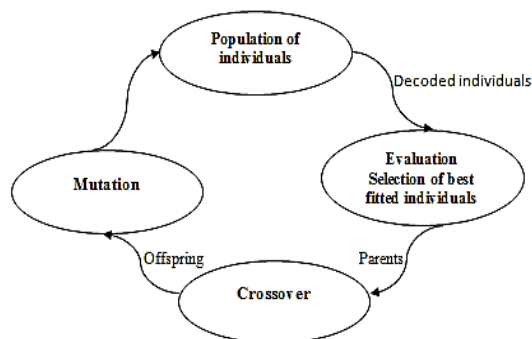 Population of
individuals
Decoded individuals
Evaluation
Selection of best
fitted individuals
Parents
Crossover
Offspring
Mutation